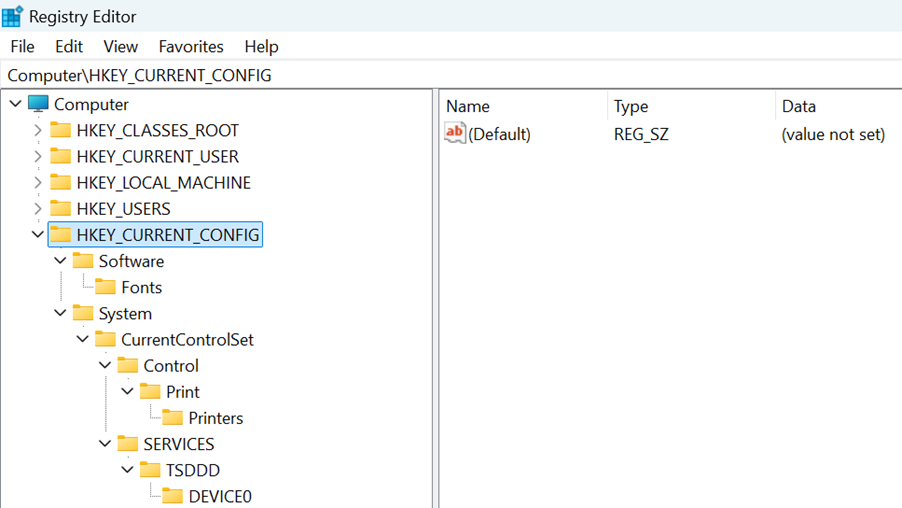 Registry Editor
File Edit View Favorites Help
Computer\HKEY_CURRENT_CONFIG
Computer
HKEY_CLASSES_ROOT
HKEY_CURRENT_USER
HKEY_LOCAL_MACHINE
HKEY_USERS
HKEY_CURRENT_CONFIG
Software
Fonts
System
CurrentControlSet
Control
Print
Printers
SERVICES
TSDDD
DEVICE0
Name Type Data
ab (Default) REG_SZ (value not set)